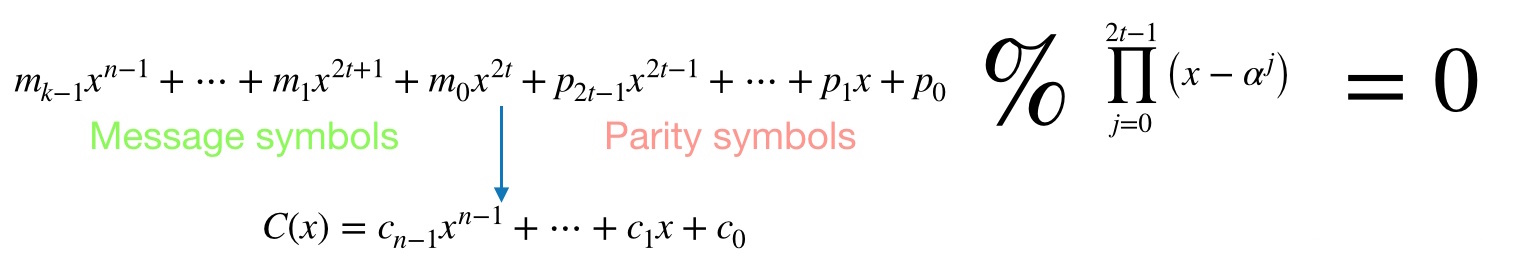 m_{k−1}x^{n−1} + ⋯ + m_1x^{2t+1} + m_0x^{2t} + p_{2t−1}x^{2t−1} + ⋯ + p_1x + p_0 % ∏_{j=0}^{2t−1} (x − α^j) = 0
Message symbols Parity symbols
C(x) = c_{n−1}x^{n−1} + ⋯ + c_1x + c_0